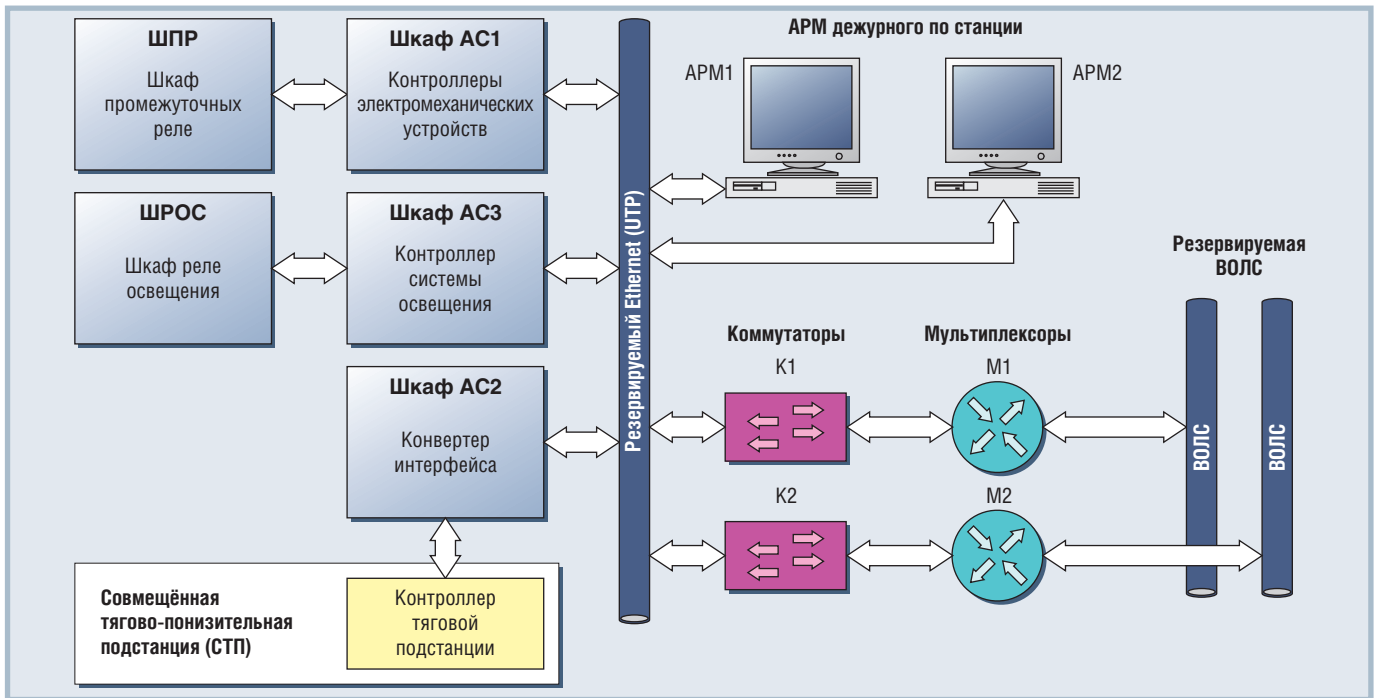 ШПР
Шкаф
промежуточных
реле
Шкаф АС1
Контроллеры
электромеханических
устройств
АРМ дежурного по станции
АРМ1
АРМ2
ШРОС
Шкаф реле
освещения
Шкаф АС3
Контроллер
системы
освещения
Резервируемый Ethernet (UTP)
Резервируемая
ВОЛС
Коммутаторы
Мультиплексоры
К1
М1
Шкаф АС2
Конвертер
интерфейса
ВОЛС
ВОЛС
К2
М2
Совмещённая
тягово-понизительная
подстанция (СТП)
Контроллер
тяговой
подстанции